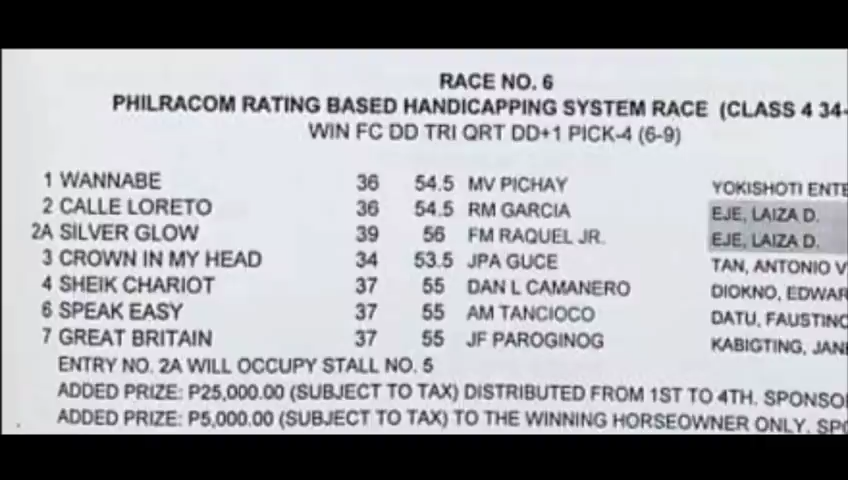 RACE NO. 6
PHILRACOM RATING BASED HANDICAPPING SYSTEM RACE (CLASS 4 34-
WIN FC DD TRI QRT DD+1 PICK-4 (6-9)
1 WANNABE 36 54.5 MV PICHAY YOKISHOTI ENTE
2 CALLE LORETO 36 54.5 RM GARCIA EJE, LAIZA D.
2A SILVER GLOW 39 56 FM RAQUEL JR. EJE, LAIZA D.
3 CROWN IN MY HEAD 34 53.5 JPA GUCE TAN, ANTONIO V
4 SHEIK CHARIOT 37 55 DAN L CAMANERO DIOKNO, EDWAR
6 SPEAK EASY 37 55 AM TANCIOCO DATU, FAUSTINO
7 GREAT BRITAIN 37 55 JF PAROGINOG KABIGTING, JAN
ENTRY NO. 2A WILL OCCUPY STALL NO. 5
ADDED PRIZE: P25,000.00 (SUBJECT TO TAX) DISTRIBUTED FROM 1ST TO 4TH. SPONSO
ADDED PRIZE: P5,000.00 (SUBJECT TO TAX) TO THE WINNING HORSEOWNER ONLY. SPO